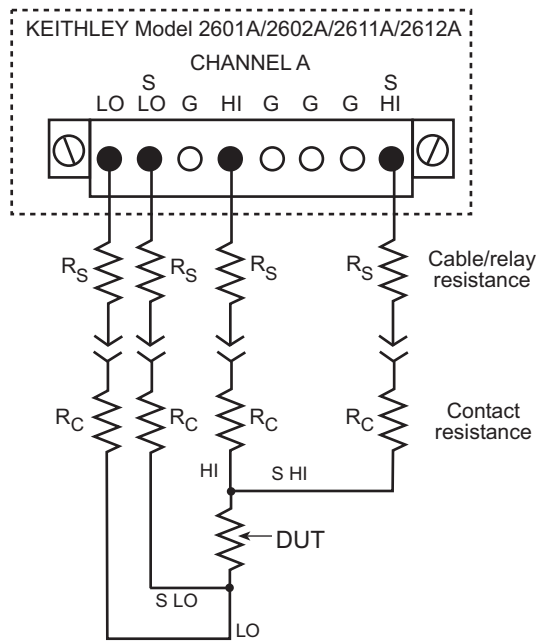 KEITHLEY Model 2601A/2602A/2611A/2612A
CHANNEL A
S S
LO LO G HI G G G HI
RS RS RS RS Cable/relay
resistance
RC RC RC RC Contact
resistance
HI S HI
DUT
S LO
LO